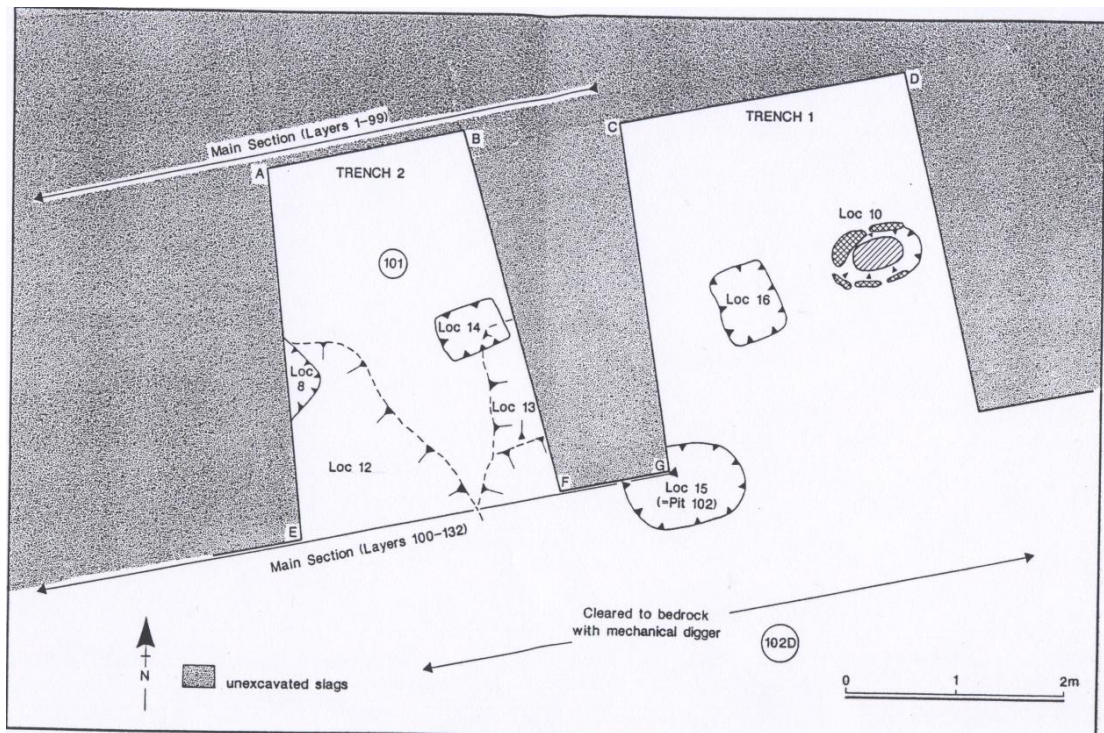 D
TRENCH 1
C
Main Section (Layers 1-99)
B
A
TRENCH 2
Loc 10
101
Loc 16
Loc 14
Loc
8
Loc 13
Loc 12
G
F
Loc 15
(=Pit 102)
E
Main Section (Layers 100-132)
Cleared to bedrock
with mechanical digger
102D
N
unexcavated slags
0
1
2m